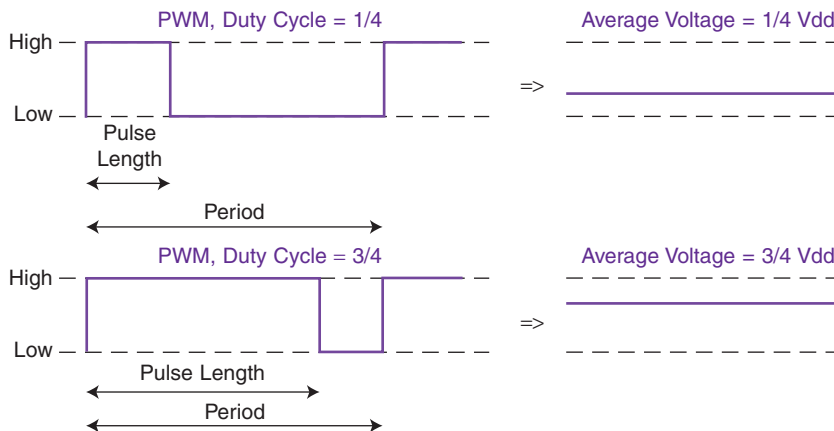 PWM, Duty Cycle = 1/4
Average Voltage = 1/4 Vdd
High
=>
Low
Pulse
Length
Period
PWM, Duty Cycle = 3/4
Average Voltage = 3/4 Vdd
High
=>
Low
Pulse Length
Period